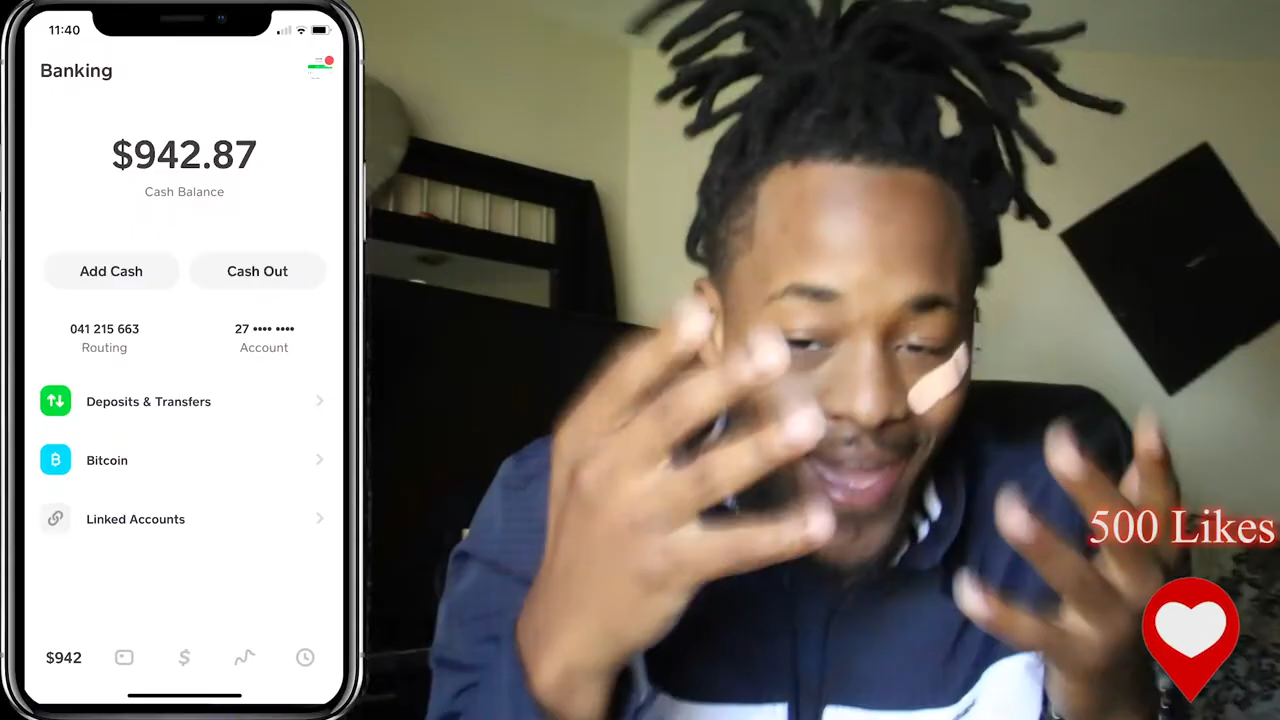 11:40
Banking
$942.87
Cash Balance
Add Cash
Cash Out
041 215 663
27 •••• ••••
Routing
Account
Deposits & Transfers
Bitcoin
Linked Accounts
$942
500 Likes